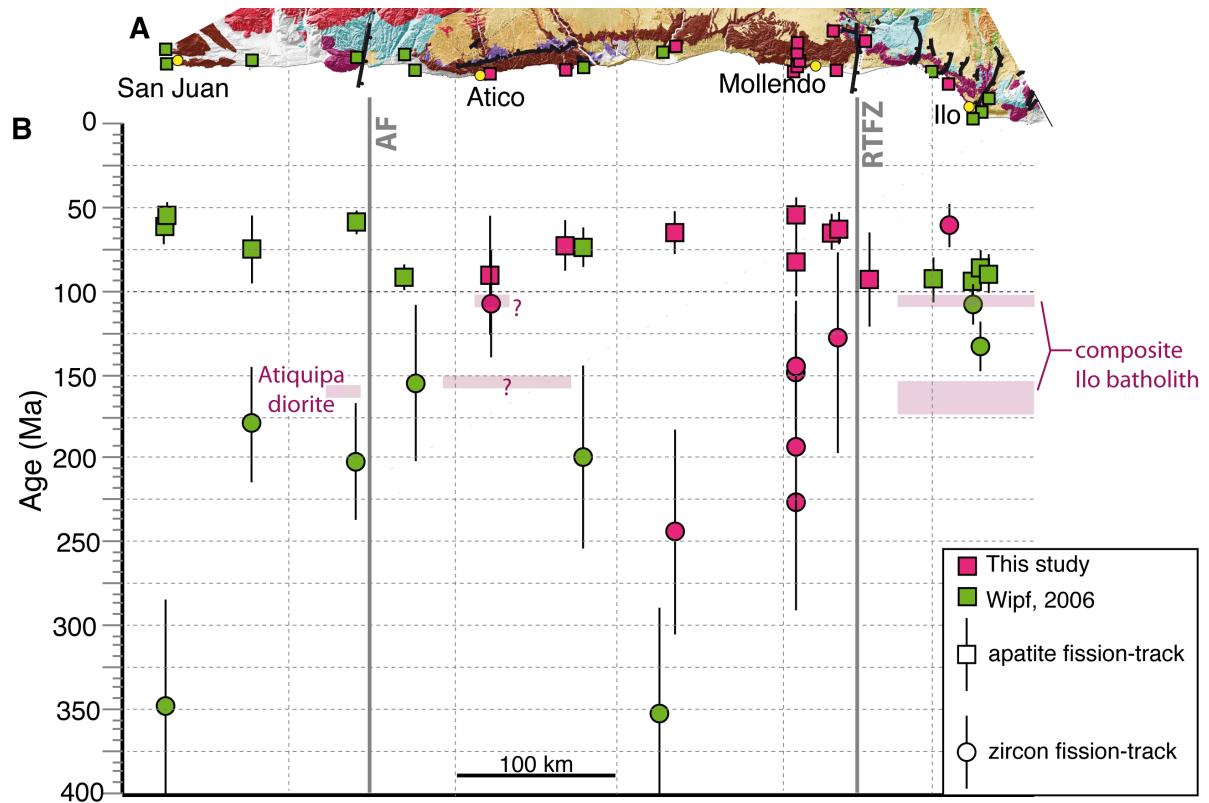 A
San Juan
Atico
Mollendo
Ilo
B
AF
RTFZ
0
50
100
150
200
250
300
350
400
Age (Ma)
?
Atiquipa
diorite
?
composite
Ilo batholith
100 km
This study
Wipf, 2006
apatite fission-track
zircon fission-track